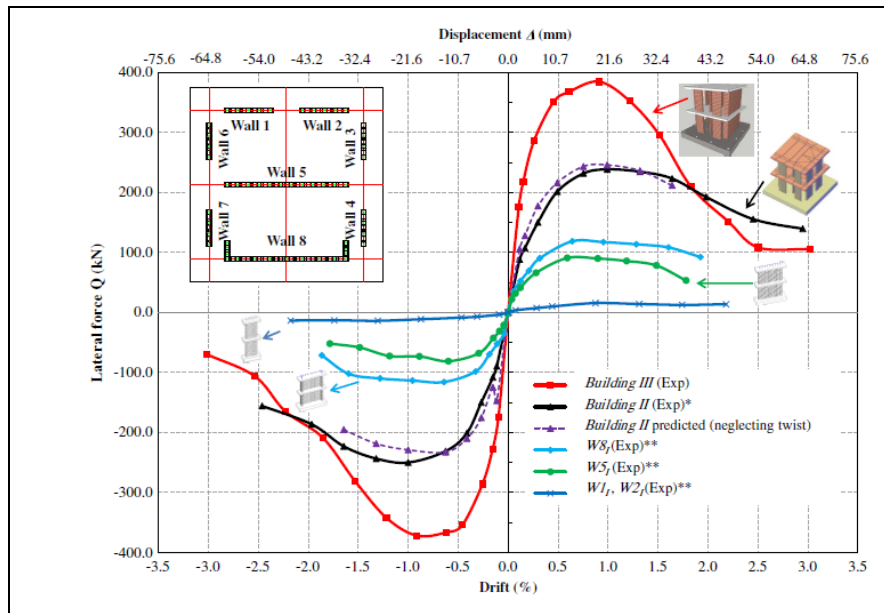 Displacement Δ (mm)
-75.6 -64.8 -54.0 -43.2 -32.4 -21.6 -10.7 0.0 10.7 21.6 32.4 43.2 54.0 64.8 75.6
400.0
300.0
200.0
100.0
0.0
-100.0
-200.0
-300.0
-400.0
Lateral force Q (kN)
Wall 1 Wall 2
Wall 6 Wall 3
Wall 5
Wall 7 Wall 4
Wall 8
Building III (Exp)
Building II (Exp)*
Building II predicted (neglecting twist)
W8I(Exp)**
W5I(Exp)**
W1I, W2I(Exp)**
-3.5 -3.0 -2.5 -2.0 -1.5 -1.0 -0.5 0.0 0.5 1.0 1.5 2.0 2.5 3.0 3.5
Drift (%)